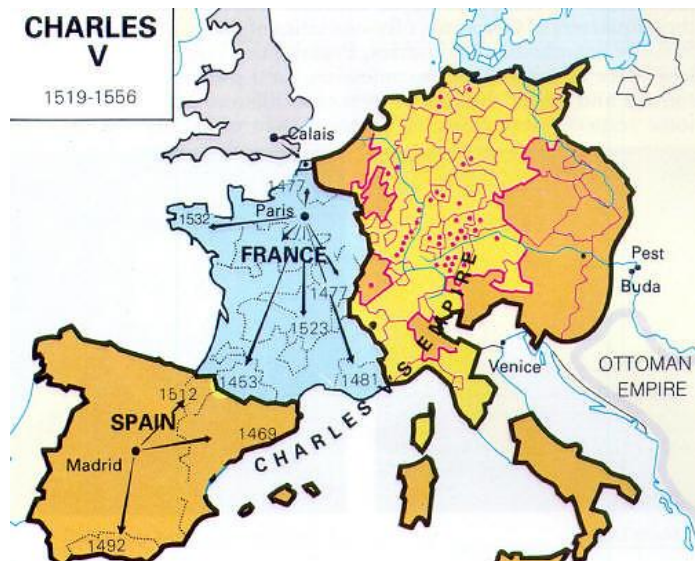 CHARLES
V
1519-1556
Calais
1477
Paris
1532
FRANCE
1477
1523
1453
1481
1512
SPAIN
1469
Madrid
1492
CHARLES V'S EMPIRE
Venice
Pest
Buda
OTTOMAN
EMPIRE